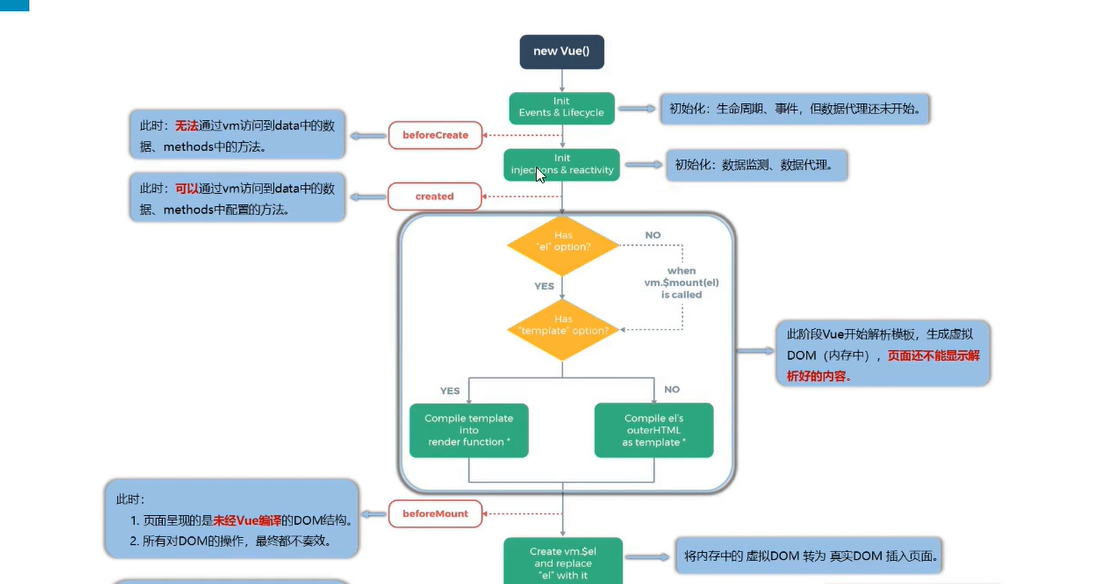 new Vue()
Init
Events & Lifecycle
初始化：生命周期、事件，但数据代理还未开始。
此时：无法通过vm访问到data中的数
据、methods中的方法。
beforeCreate
Init
injections & reactivity
初始化：数据监测、数据代理。
此时：可以通过vm访问到data中的数
据、methods中配置的方法。
created
Has
"el" option?
NO
when
vm.$mount(el)
is called
YES
Has
"template" option?
此阶段Vue开始解析模板，生成虚拟
DOM（内存中），页面还不能显示解
析好的内容。
YES
NO
Compile template
into
render function *
Compile el's
outerHTML
as template *
此时：
1. 页面呈现的是未经Vue编译的DOM结构。
2. 所有对DOM的操作，最终都不奏效。
beforeMount
Create vm.$el
and replace
"el" with it
将内存中的 虚拟DOM 转为 真实DOM 插入页面。